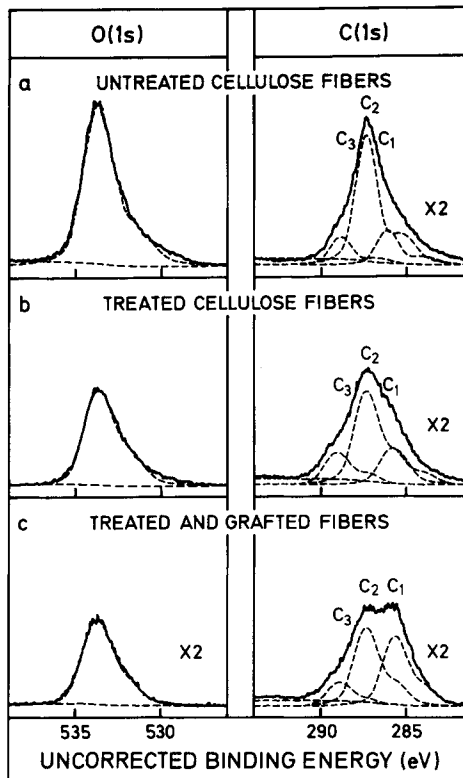 O(1s) C(1s)
a UNTREATED CELLULOSE FIBERS
C2
C3 C1
X2
b TREATED CELLULOSE FIBERS
C2
C3 C1
X2
c TREATED AND GRAFTED FIBERS
C2 C1
C3
X2 X2
535 530 290 285
UNCORRECTED BINDING ENERGY (eV)